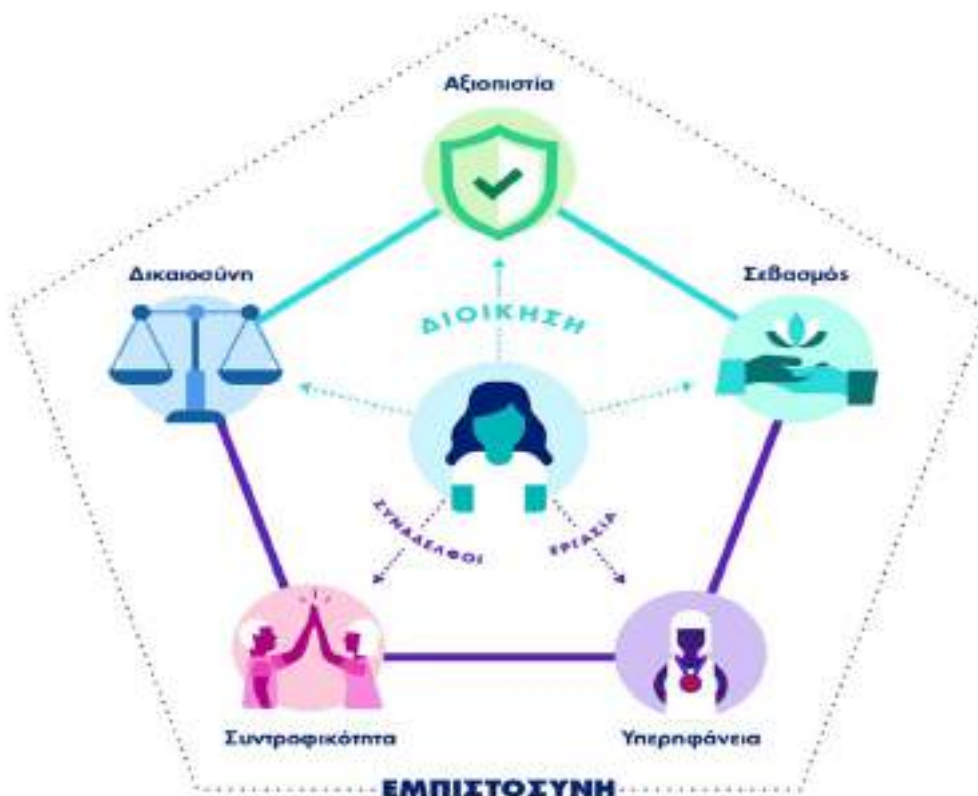 Αξιοπιστία
Δικαιοσύνη
Σεβασμός
ΔΙΟΙΚΗΣΗ
ΣΥΝΑΔΕΛΦΟΙ
ΕΡΓΑΣΙΑ
Συντροφικότητα
Υπερηφάνεια
ΕΜΠΙΣΤΟΣΥΝΗ